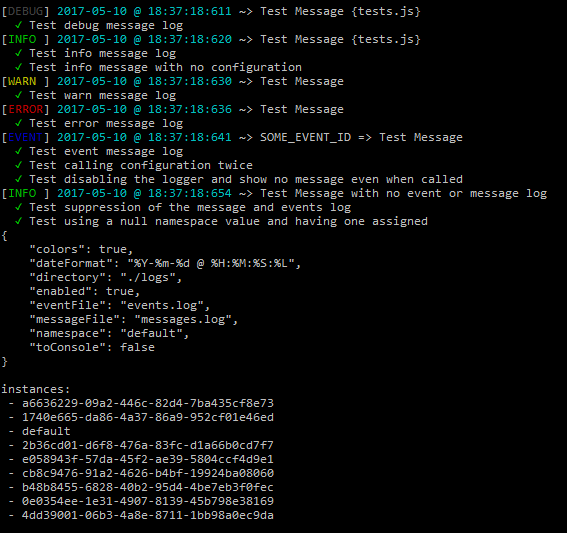 [DEBUG] 2017-05-10 @ 18:37:18:611 ~> Test Message {tests.js}
✓ Test debug message log
[INFO ] 2017-05-10 @ 18:37:18:620 ~> Test Message {tests.js}
✓ Test info message log
✓ Test info message with no configuration
[WARN ] 2017-05-10 @ 18:37:18:630 ~> Test Message
✓ Test warn message log
[ERROR] 2017-05-10 @ 18:37:18:636 ~> Test Message
✓ Test error message log
[EVENT] 2017-05-10 @ 18:37:18:641 ~> SOME_EVENT_ID => Test Message
✓ Test event message log
✓ Test calling configuration twice
✓ Test disabling the logger and show no message even when called
[INFO ] 2017-05-10 @ 18:37:18:654 ~> Test Message with no event or message log
✓ Test suppression of the message and events log
✓ Test using a null namespace value and having one assigned
{
    "colors": true,
    "dateFormat": "%Y-%m-%d @ %H:%M:%S:%L",
    "directory": "./logs",
    "enabled": true,
    "eventFile": "events.log",
    "messageFile": "messages.log",
    "namespace": "default",
    "toConsole": false
}
instances:
- a6636229-09a2-446c-82d4-7ba435cf8e73
- 1740e665-da86-4a37-86a9-952cf01e46ed
- default
- 2b36cd01-d6f8-476a-83fc-d1a66b0cd7f7
- e058943f-57da-45f2-ae39-5804ccf4d9e1
- cb8c9476-91a2-4626-b4bf-19924ba08060
- b48b8455-6828-40b2-95d4-4be7eb3f0fec
- 0e0354ee-1e31-4907-8139-45b798e38169
- 4dd39001-06b3-4a8e-8711-1bb98a0ec9da